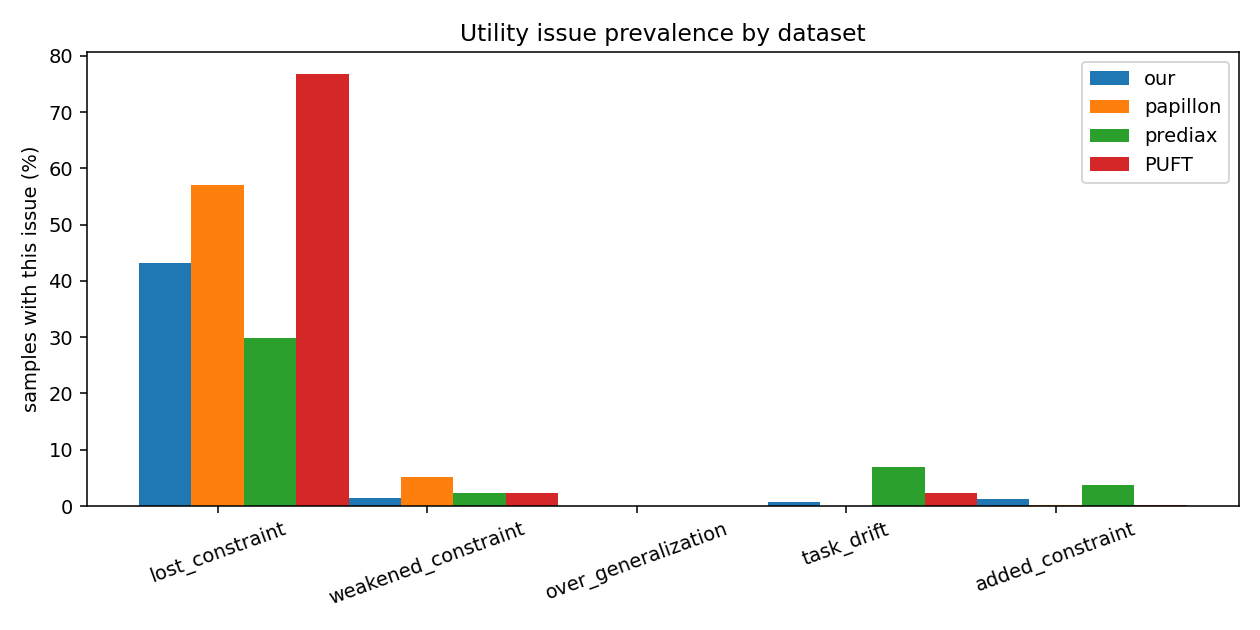 Utility issue prevalence by dataset
samples with this issue (%)
80
70
60
50
40
30
20
10
0
our
papillon
prediax
PUFT
lost_constraint
weakened_constraint
over_generalization
task_drift
added_constraint